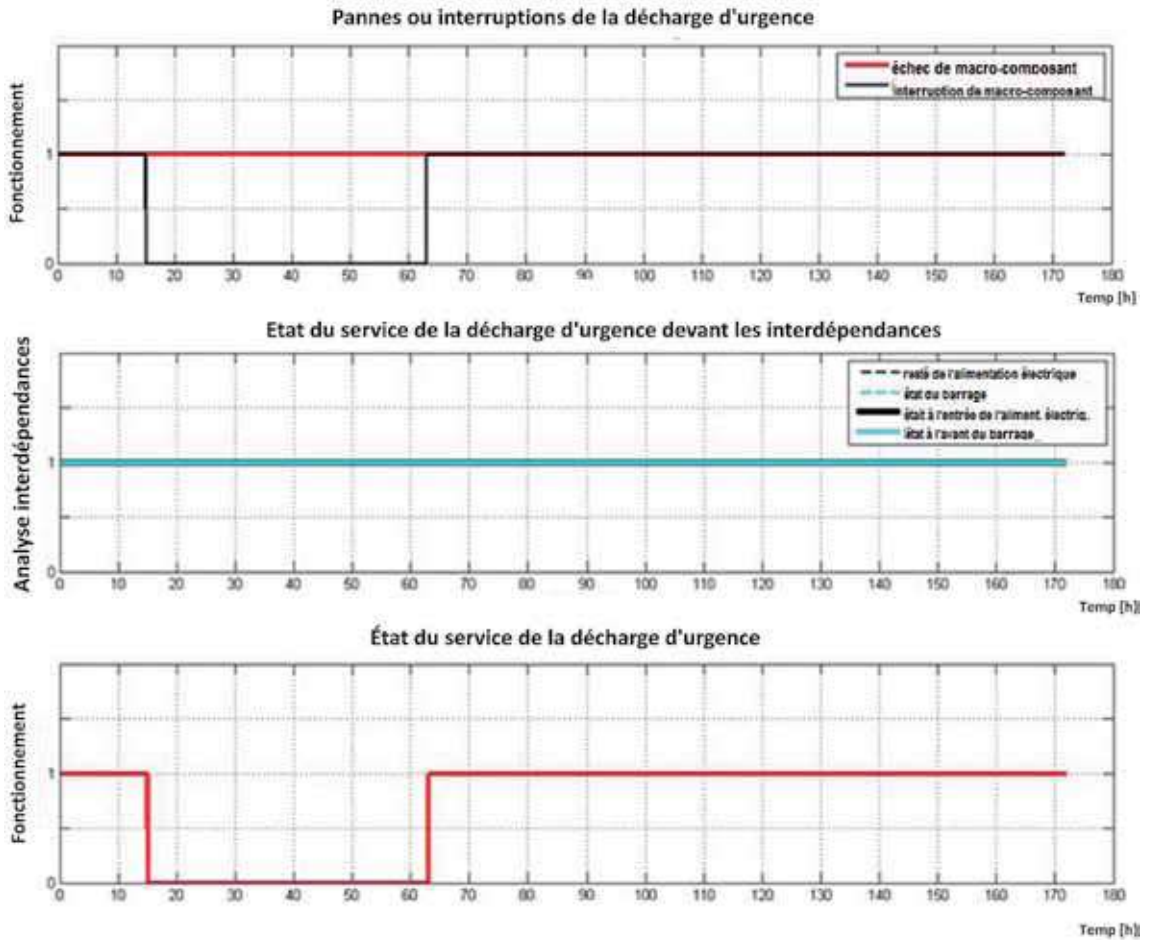 Pannes ou interruptions de la décharge d'urgence
échec de macro-composant
Interruption de macro-composant
Fonctionnement
1
0
0 10 20 30 40 50 60 70 80 90 100 110 120 130 140 150 160 170 180
Temp [h]
Etat du service de la décharge d'urgence devant les interdépendances
resté de l'alimentation électrique
état du barrage
état à l'entrée de l'aliment. électriq.
état à l'avant du barrage
Analyse interdépendances
1
0
0 10 20 30 40 50 60 70 80 90 100 110 120 130 140 150 160 170 180
Temp [h]
État du service de la décharge d'urgence
Fonctionnement
1
0
0 10 20 30 40 50 60 70 80 90 100 110 120 130 140 150 160 170 180
Temp [h]